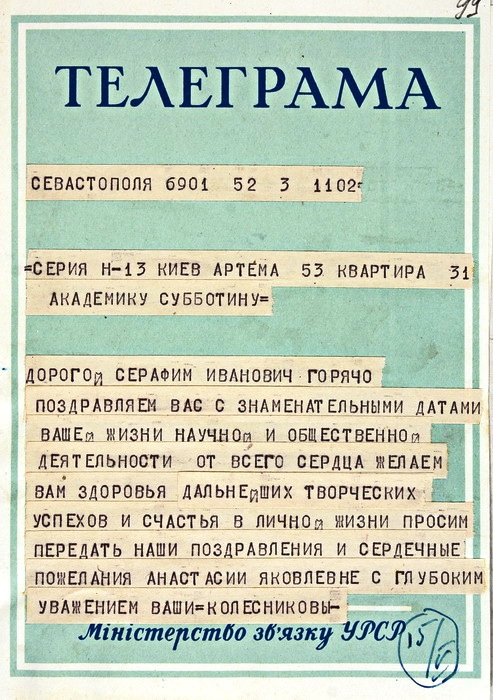 99
ТЕЛЕГРАМА
СЕВАСТОПОЛЯ 6901 52 3 1102=
=СЕРИЯ Н-13 КИЕВ АРТЕМА 53 КВАРТИРА 31
АКАДЕМИКУ СУББОТИНУ=
ДОРОГОЙ СЕРАФИМ ИВАНОВИЧ ГОРЯЧО
ПОЗДРАВЛЯЕМ ВАС С ЗНАМЕНАТЕЛЬНЫМИ ДАТАМИ
ВАШЕЙ ЖИЗНИ НАУЧНОЙ И ОБЩЕСТВЕННОЙ
ДЕЯТЕЛЬНОСТИ ОТ ВСЕГО СЕРДЦА ЖЕЛАЕМ
ВАМ ЗДОРОВЬЯ ДАЛЬНЕЙШИХ ТВОРЧЕСКИХ
УСПЕХОВ И СЧАСТЬЯ В ЛИЧНОЙ ЖИЗНИ ПРОСИМ
ПЕРЕДАТЬ НАШИ ПОЗДРАВЛЕНИЯ И СЕРДЕЧНЫЕ
ПОЖЕЛАНИЯ АНАСТАСИИ ЯКОВЛЕВНЕ С ГЛУБОКИМ
УВАЖЕНИЕМ ВАШИ=КОЛЕСНИКОВЫ-
Міністерство зв'язку УРСР
15/V